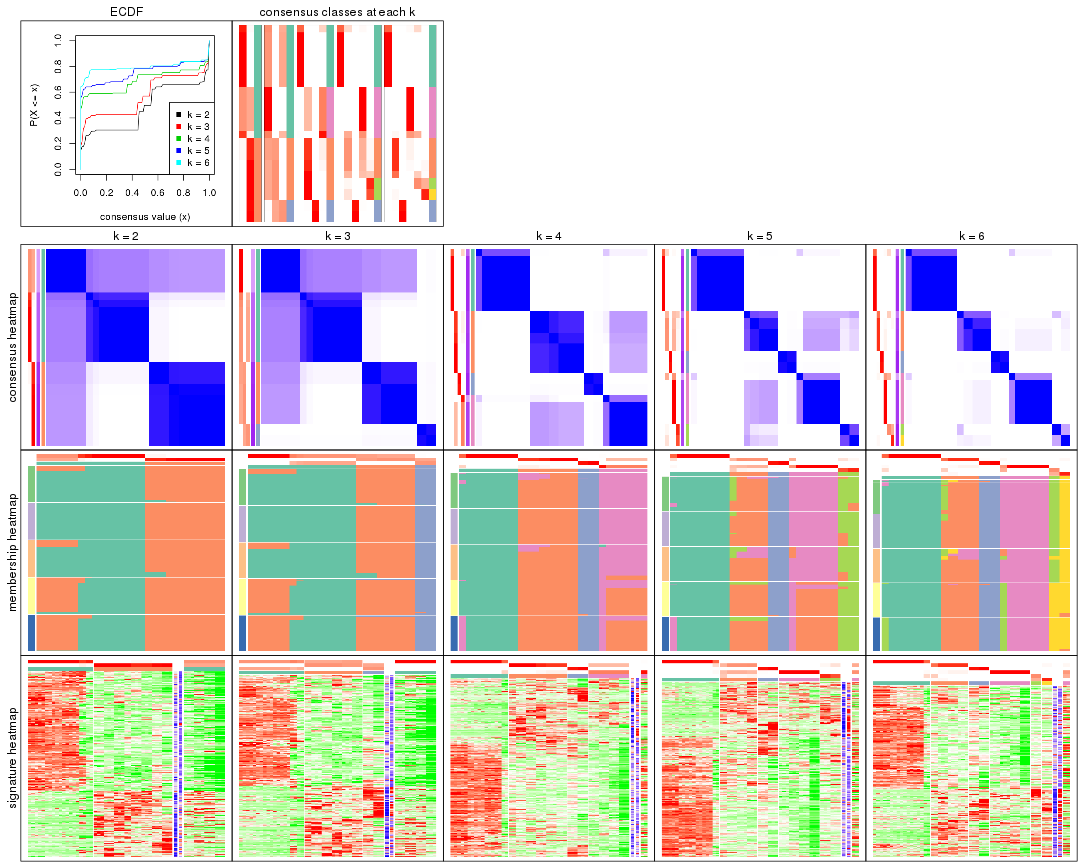 ECDF
consensus classes at each k
P(X <= x)
1.0
0.8
0.6
0.4
0.2
0.0
k = 2
k = 3
k = 4
k = 5
k = 6
0.0 0.2 0.4 0.6 0.8 1.0
consensus value (x)
k = 2
k = 3
k = 4
k = 5
k = 6
consensus heatmap
membership heatmap
signature heatmap